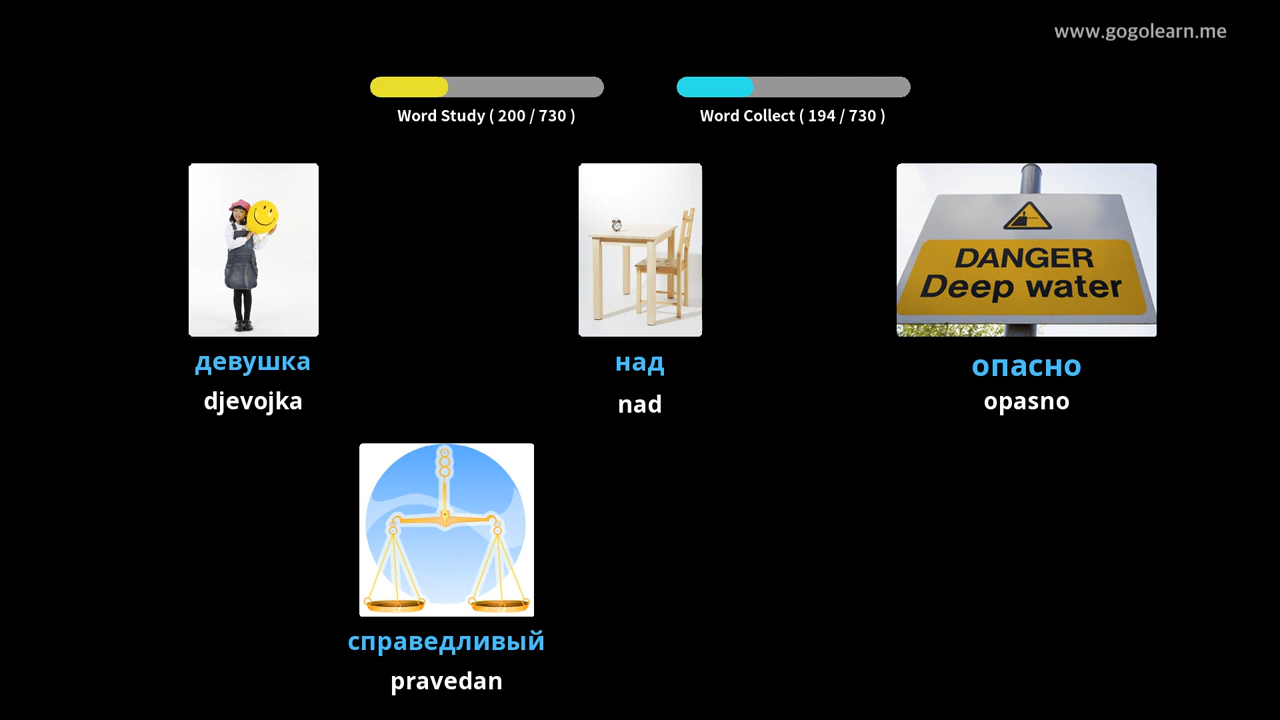 www.gogolearn.me
Word Study ( 200 / 730 )
Word Collect ( 194 / 730 )
DANGER
Deep water
девушка
над
опасно
djevojka
nad
opasno
справедливый
pravedan